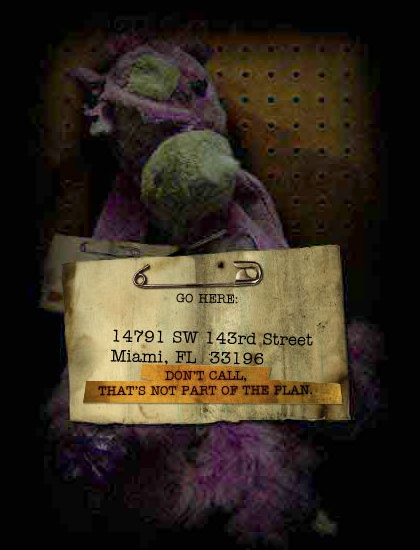 GO HERE:
14791 SW 143rd Street
Miami, FL 33196
DON'T CALL,
THAT'S NOT PART OF THE PLAN.